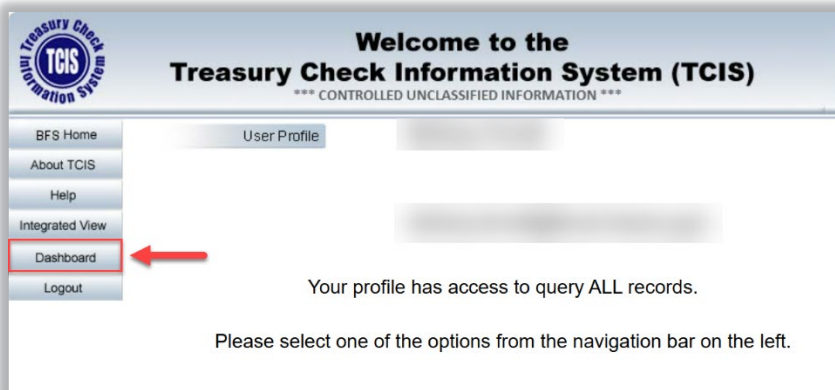 Treasury Check
TCIS
Information System
Welcome to the
Treasury Check Information System (TCIS)
*** CONTROLLED UNCLASSIFIED INFORMATION ***
BFS Home
User Profile
About TCIS
Help
Integrated View
Dashboard
Logout
Your profile has access to query ALL records.
Please select one of the options from the navigation bar on the left.